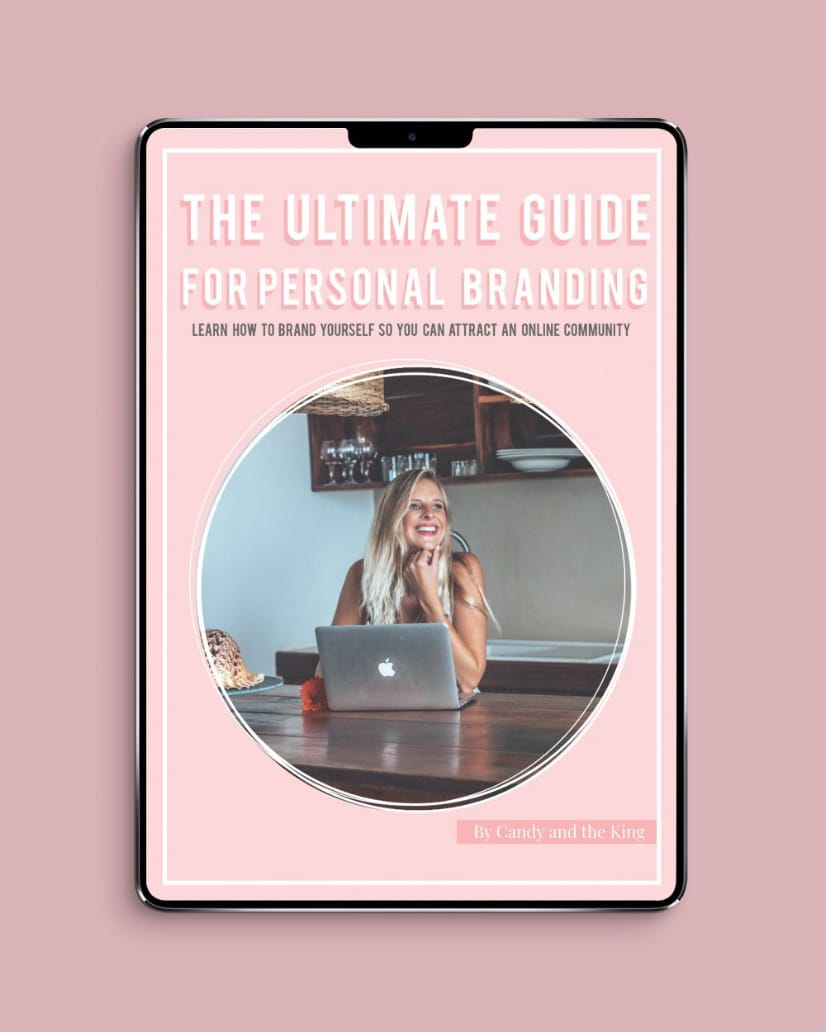 THE ULTIMATE GUIDE
FOR PERSONAL BRANDING
LEARN HOW TO BRAND YOURSELF SO YOU CAN ATTRACT AN ONLINE COMMUNITY
By Candy and the King